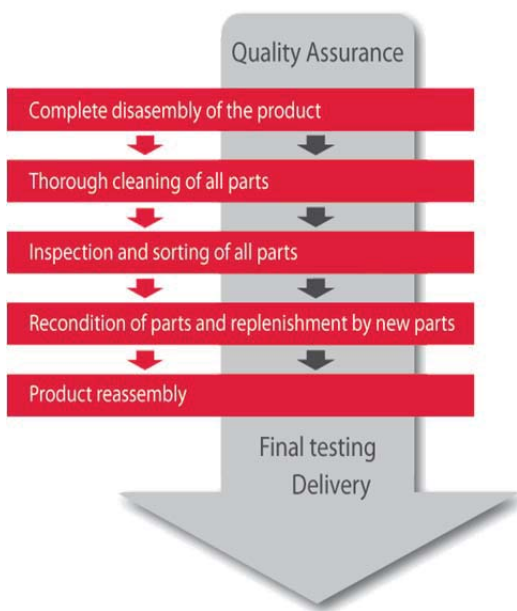 Quality Assurance
Complete disasembly of the product
Thorough cleaning of all parts
Inspection and sorting of all parts
Recondition of parts and replenishment by new parts
Product reassembly
Final testing
Delivery